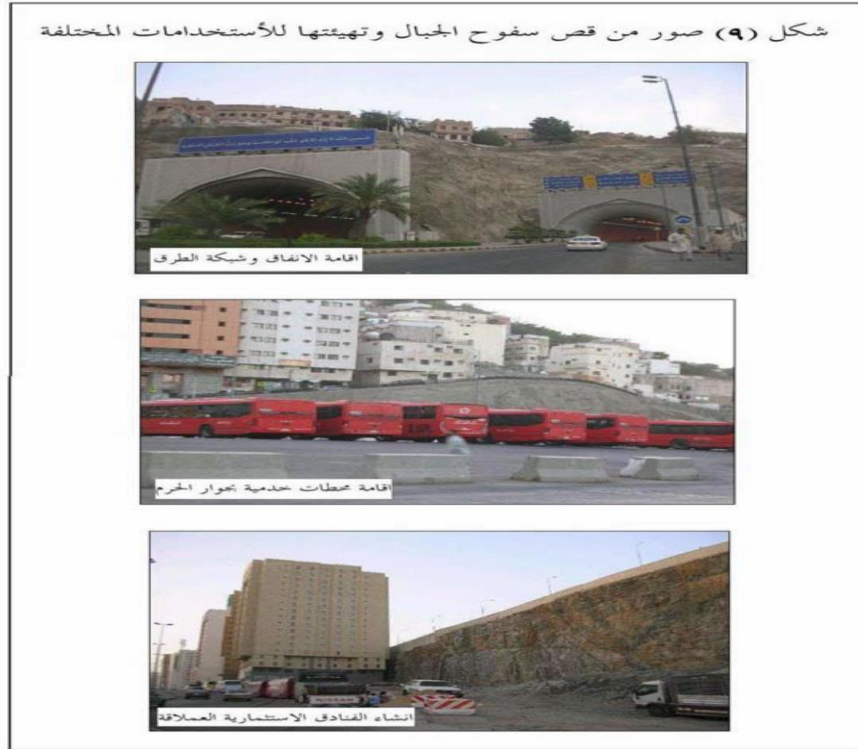 شكل (٩) صور من قص سفوح الجبال وتهيئتها للأستخدامات المختلفة
اقامة الانفاق وشبكة الطرق
اقامة محطات خدمية بجوار الحرم
انشاء الفنادق الاستثمارية العملاقة